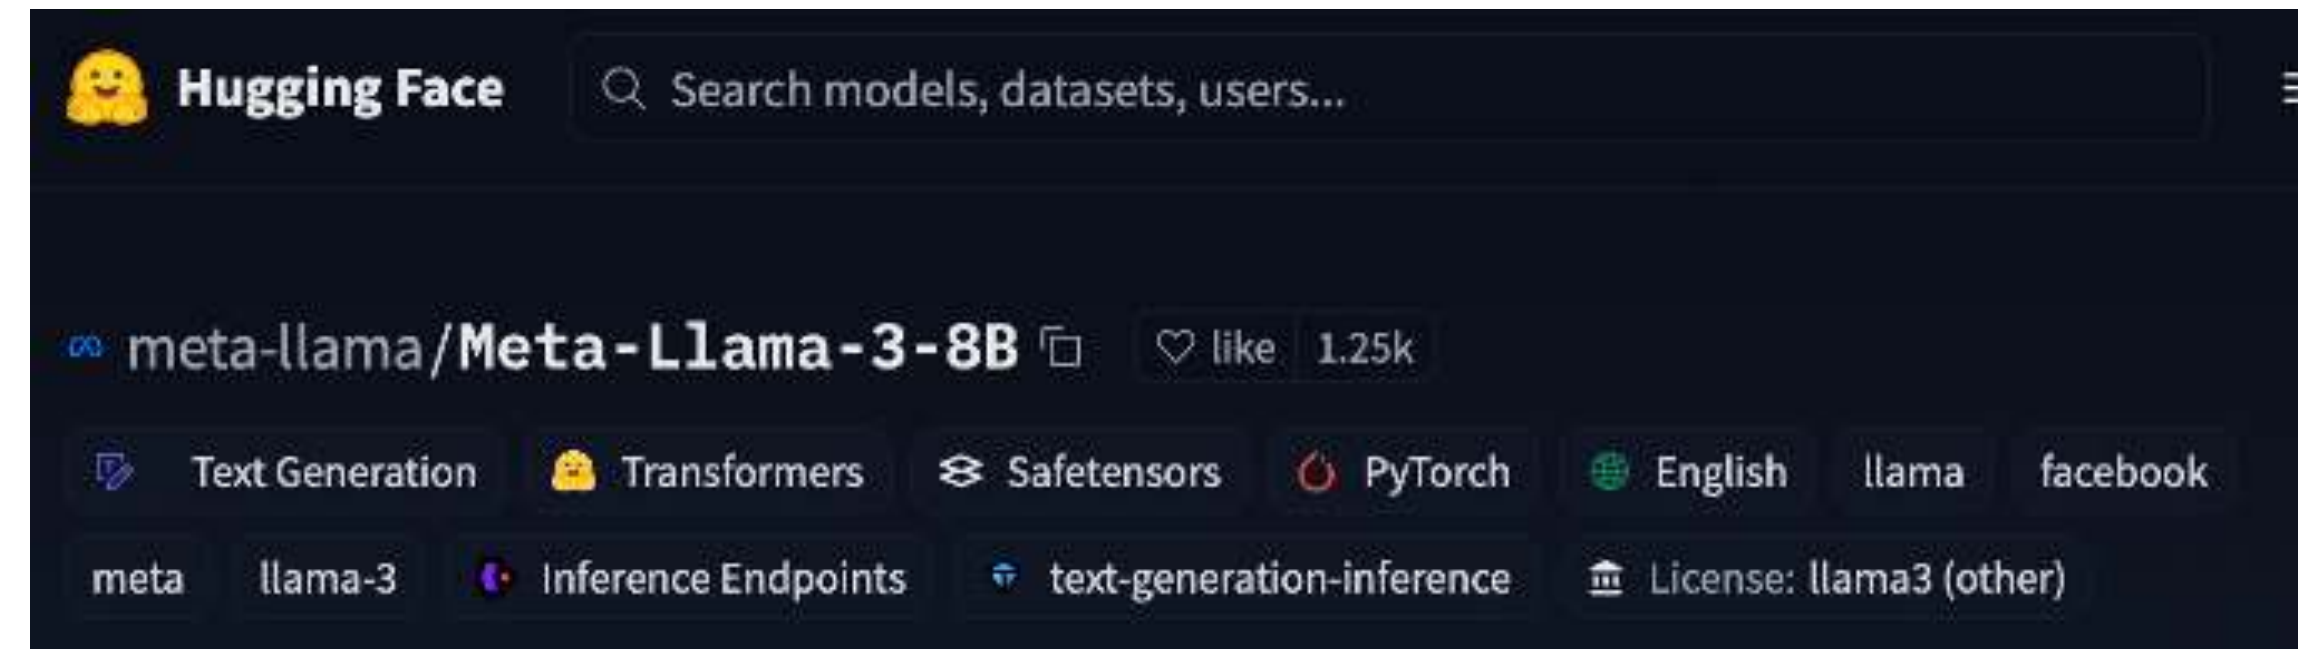 Hugging Face Search models, datasets, users...
meta-llama/Meta-Llama-3-8B like 1.25k
Text Generation Transformers Safetensors PyTorch English llama facebook
meta llama-3 Inference Endpoints text-generation-inference License: llama3 (other)